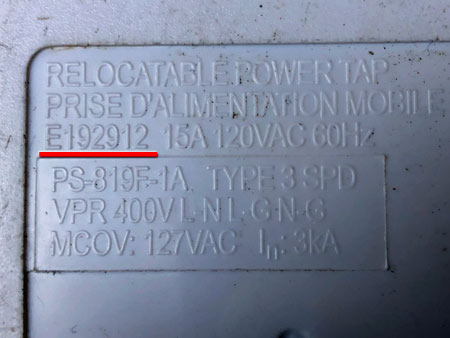 RELOCATABLE POWER TAP
PRISE D'ALIMENTATION MOBILE
E192912 15A 120VAC 60Hz
PS-819F-1A TYPE 3 SPD
VPR 400V L-N L-G-N-G
MCOV: 127VAC In: 3kA